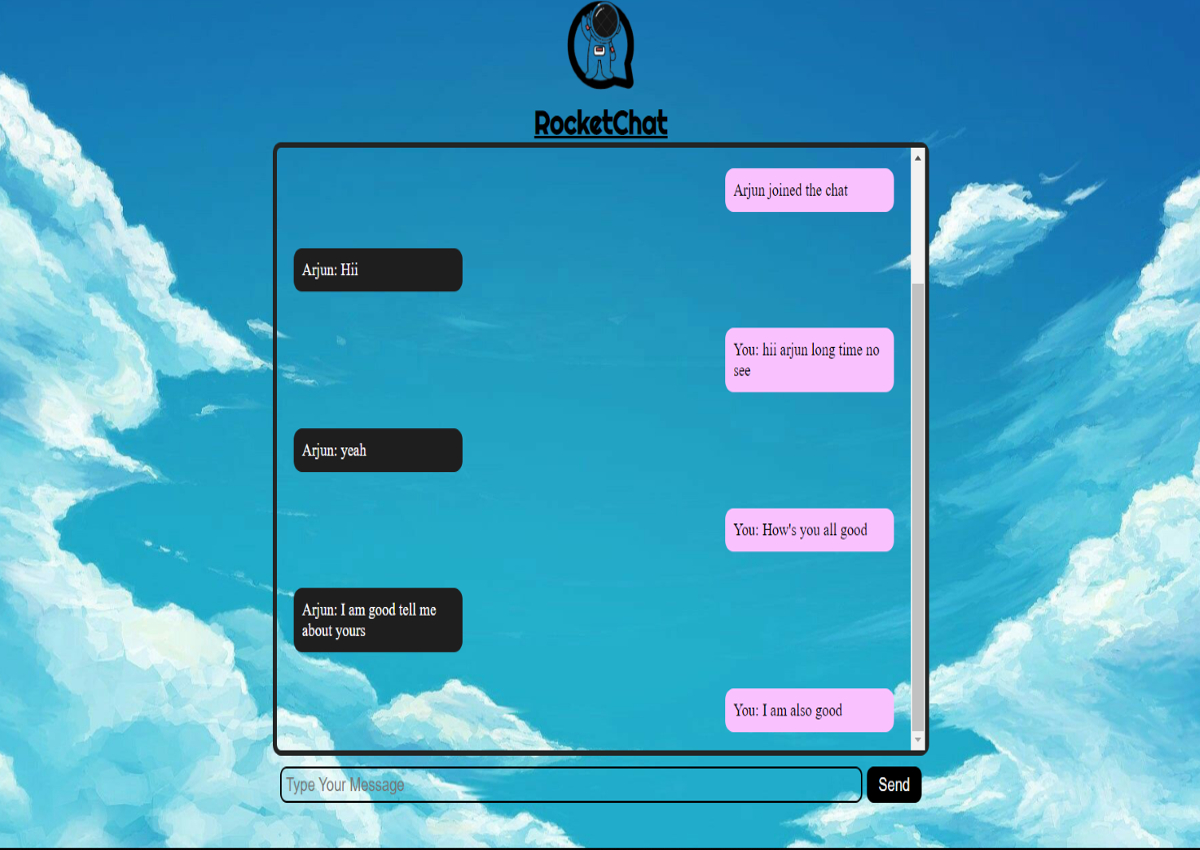 RocketChat
Arjun joined the chat
Arjun: Hii
You: hii arjun long time no
see
Arjun: yeah
You: How's you all good
Arjun: I am good tell me
about yours
You: I am also good
Type Your Message
Send